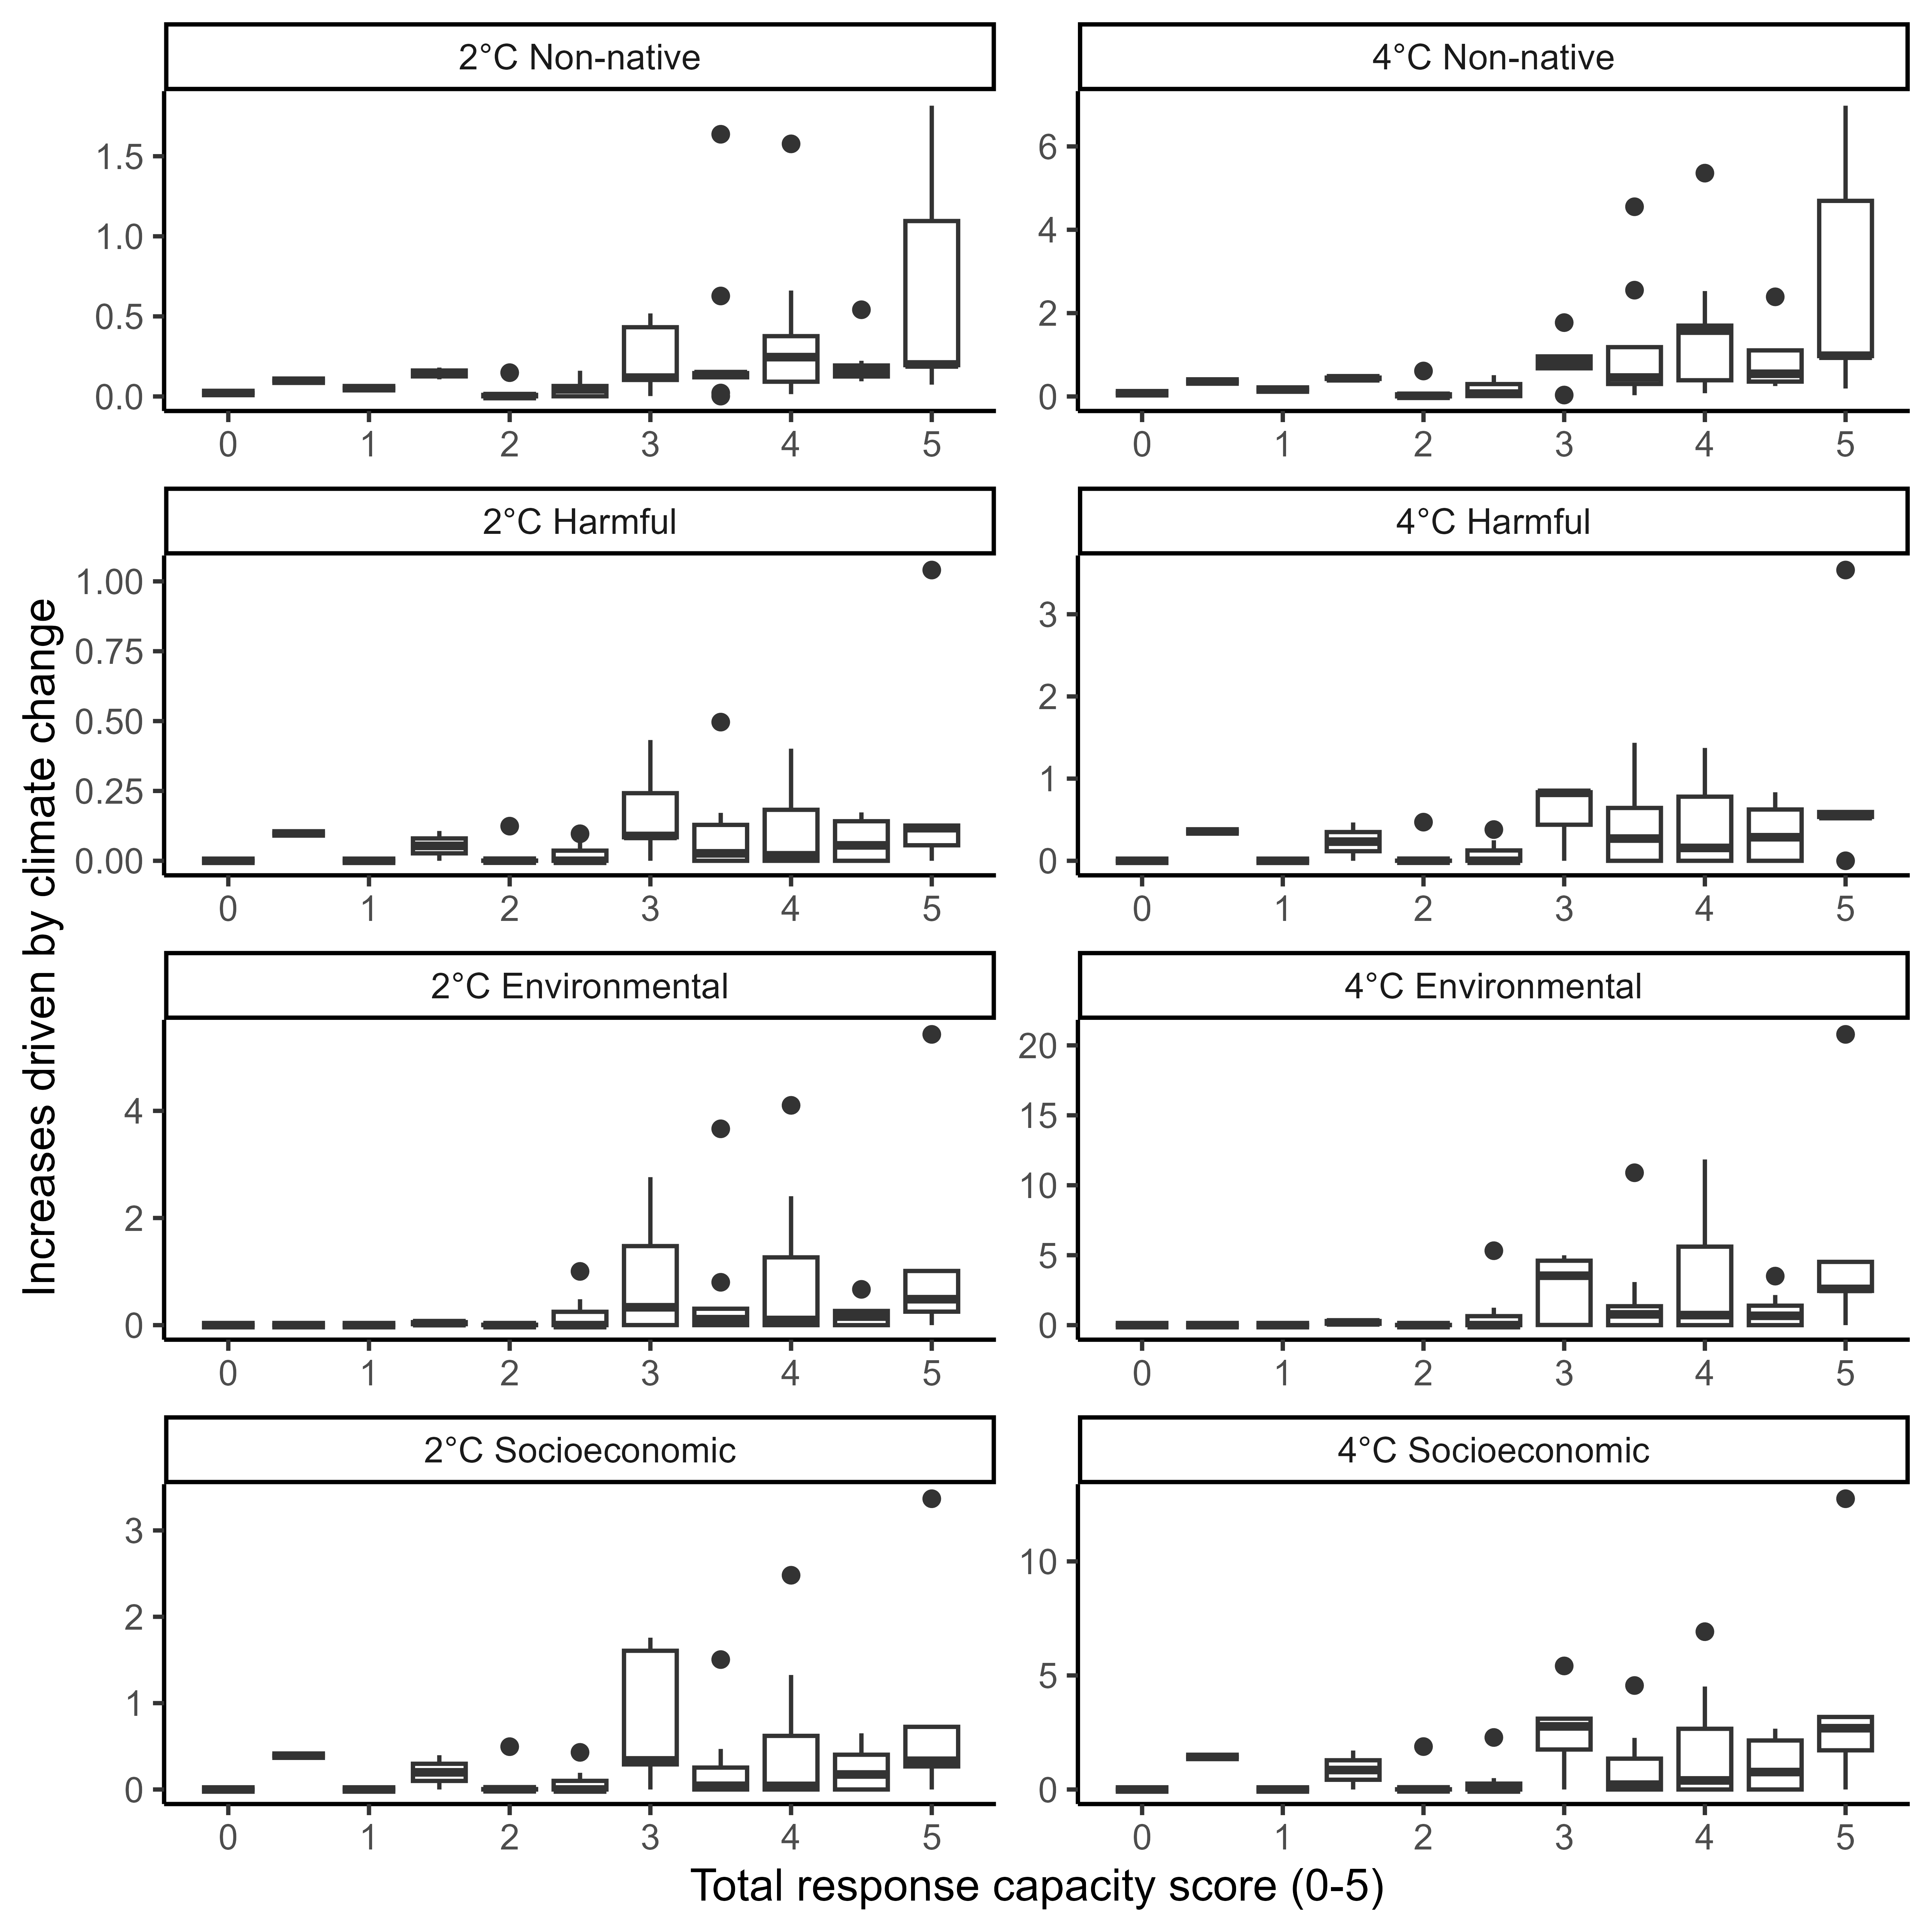 2°C Non-native
4°C Non-native
1.5
1.0
0.5
0.0
6
4
2
0
0 1 2 3 4 5
0 1 2 3 4 5
2°C Harmful
4°C Harmful
1.00
0.75
0.50
0.25
0.00
3
2
1
0
0 1 2 3 4 5
0 1 2 3 4 5
Increases driven by climate change
2°C Environmental
4°C Environmental
4
2
0
20
15
10
5
0
0 1 2 3 4 5
0 1 2 3 4 5
2°C Socioeconomic
4°C Socioeconomic
3
2
1
0
10
5
0
0 1 2 3 4 5
0 1 2 3 4 5
Total response capacity score (0-5)